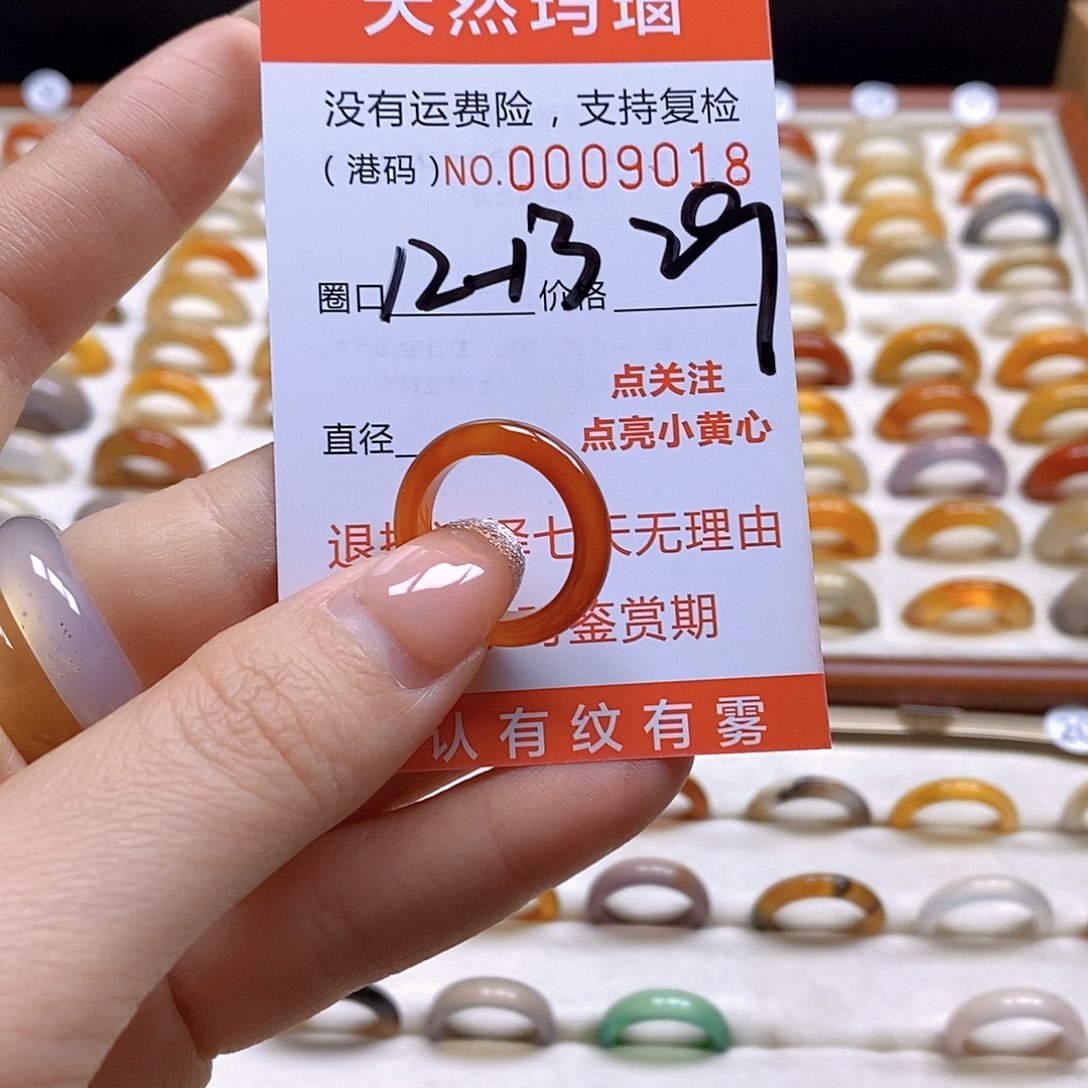 天然玛瑙
没有运费险，支持复检
（港码）NO.0009018
圈口 12-13 价格 29
点关注
直径
点亮小黄心
退换 七天无理由
鉴赏期
认有纹有雾